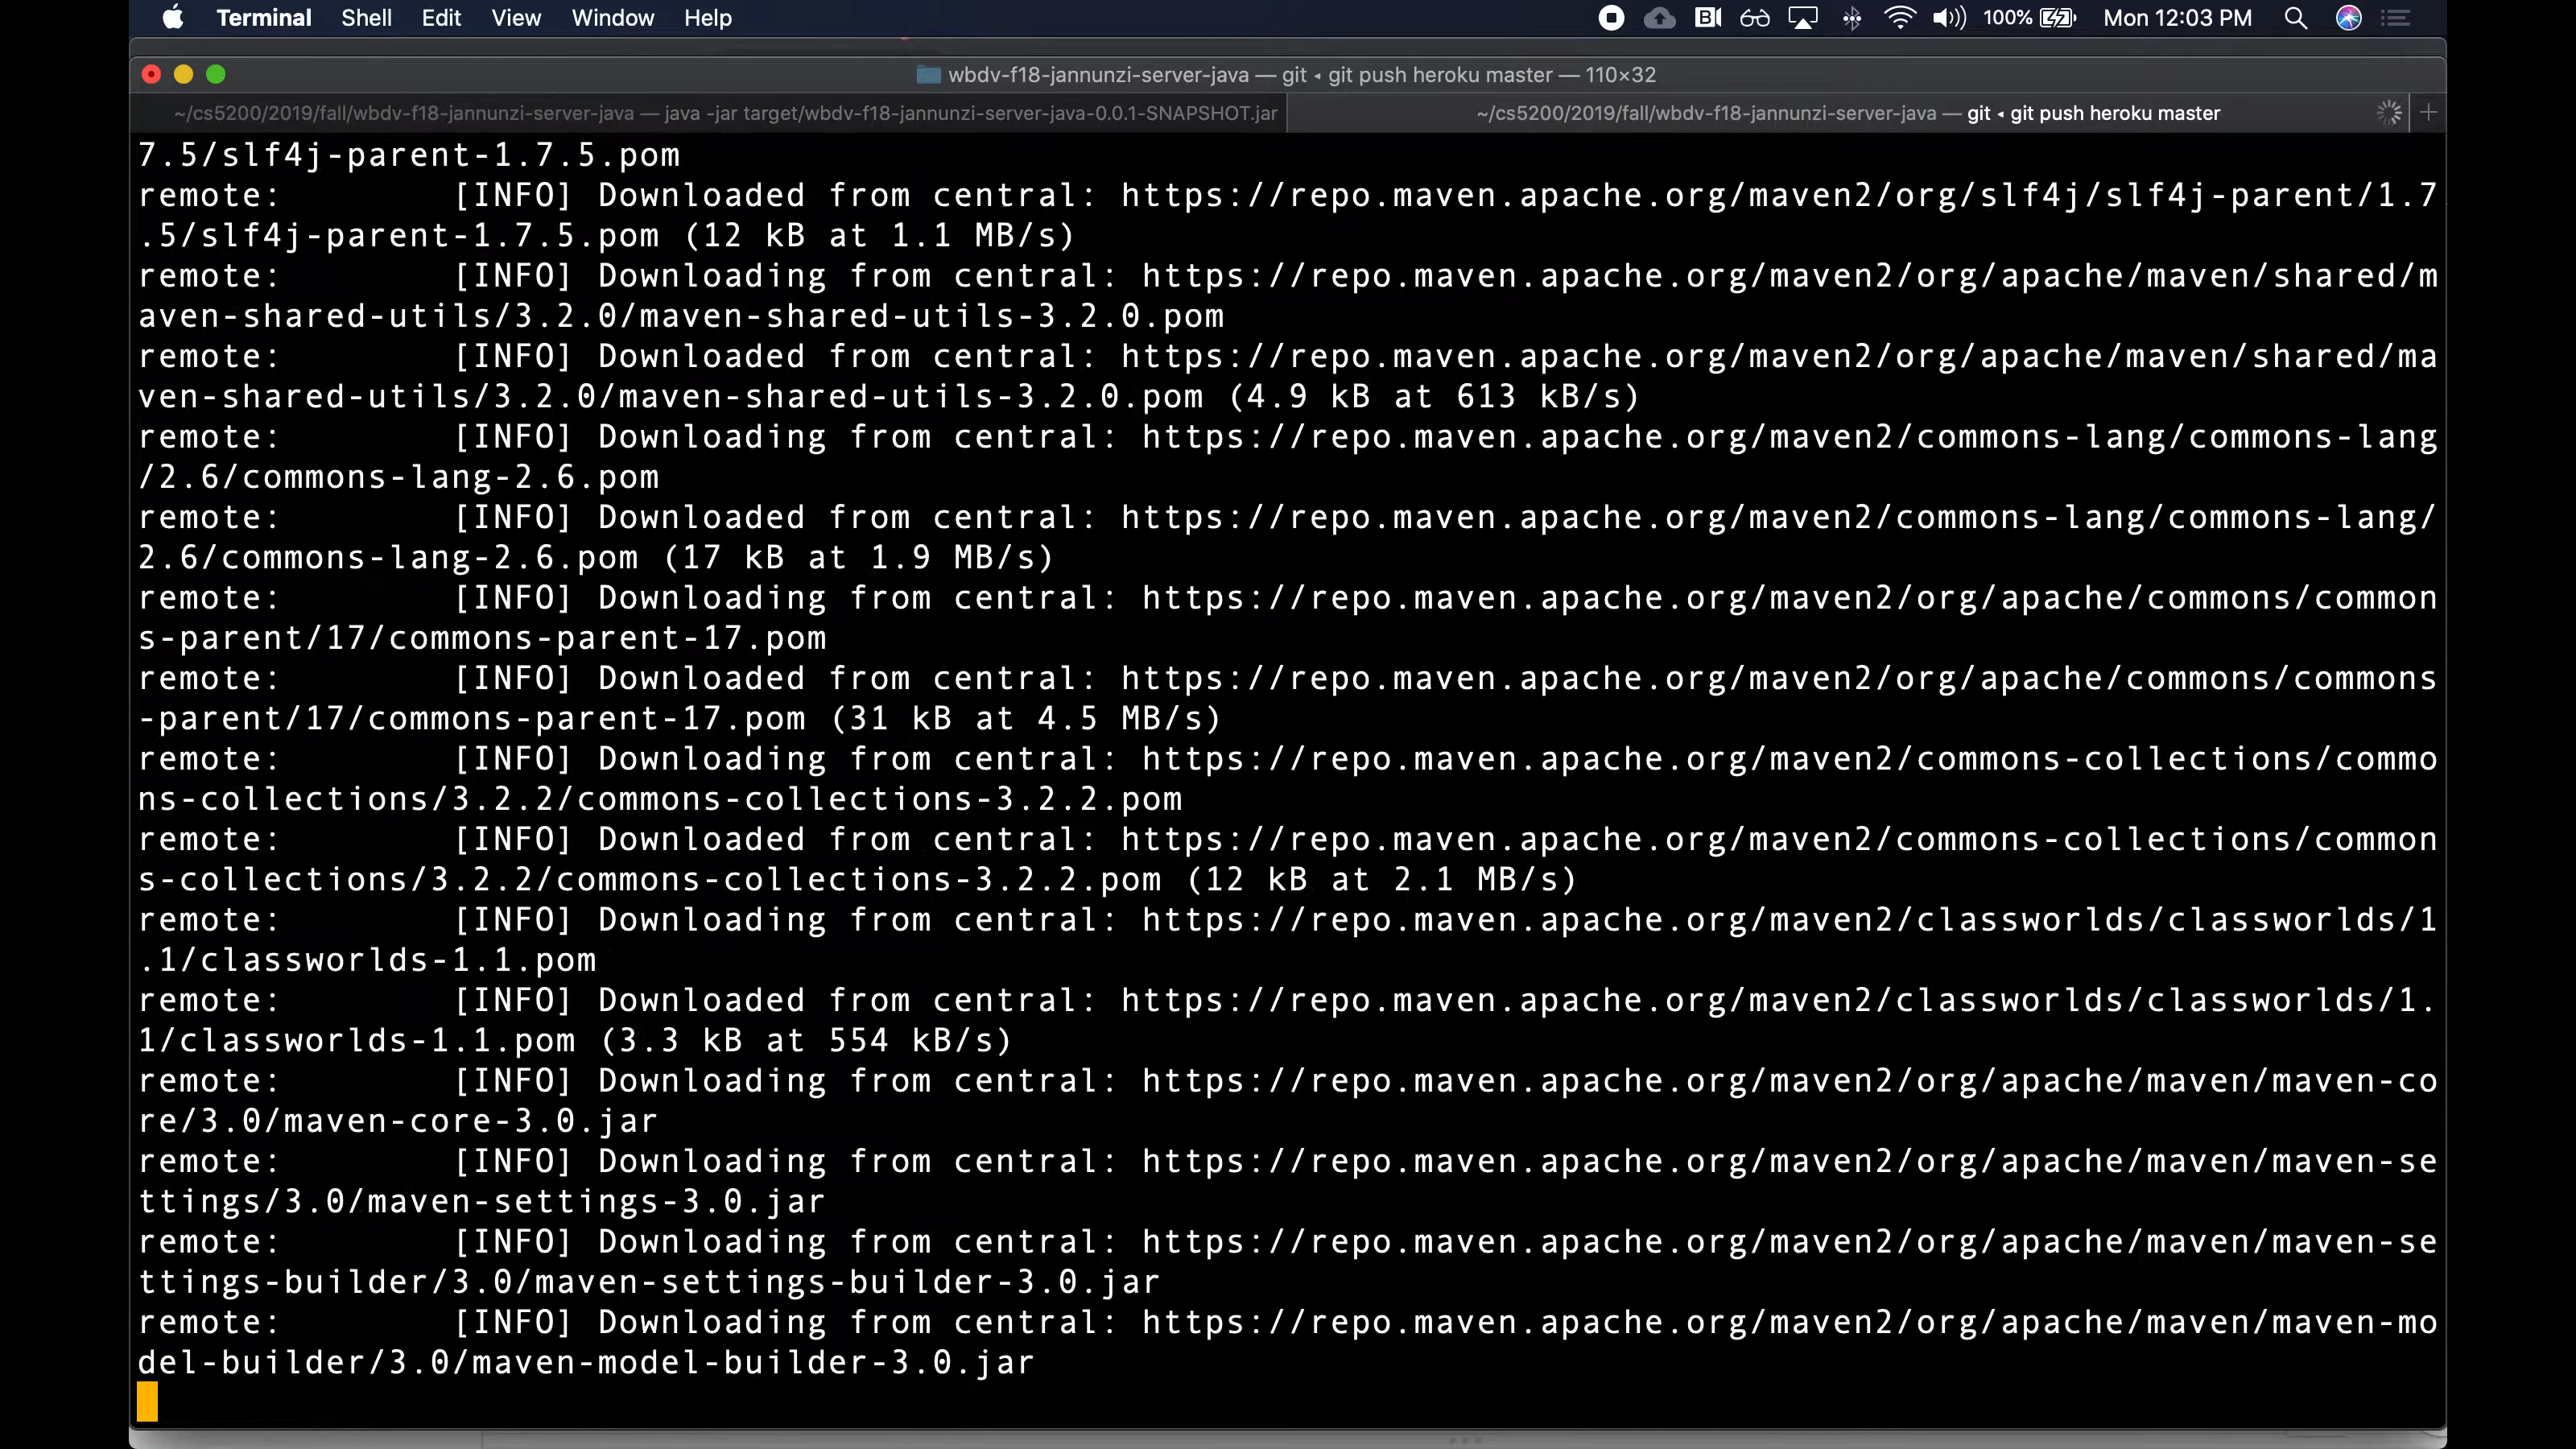 Terminal Shell Edit View Window Help 100% Mon 12:03 PM
wbdv-f18-jannunzi-server-java — git ◂ git push heroku master — 110×32
~/cs5200/2019/fall/wbdv-f18-jannunzi-server-java — java -jar target/wbdv-f18-jannunzi-server-java-0.0.1-SNAPSHOT.jar
~/cs5200/2019/fall/wbdv-f18-jannunzi-server-java — git ◂ git push heroku master
7.5/slf4j-parent-1.7.5.pom
remote: [INFO] Downloaded from central: https://repo.maven.apache.org/maven2/org/slf4j/slf4j-parent/1.7
.5/slf4j-parent-1.7.5.pom (12 kB at 1.1 MB/s)
remote: [INFO] Downloading from central: https://repo.maven.apache.org/maven2/org/apache/maven/shared/m
aven-shared-utils/3.2.0/maven-shared-utils-3.2.0.pom
remote: [INFO] Downloaded from central: https://repo.maven.apache.org/maven2/org/apache/maven/shared/ma
ven-shared-utils/3.2.0/maven-shared-utils-3.2.0.pom (4.9 kB at 613 kB/s)
remote: [INFO] Downloading from central: https://repo.maven.apache.org/maven2/commons-lang/commons-lang
/2.6/commons-lang-2.6.pom
remote: [INFO] Downloaded from central: https://repo.maven.apache.org/maven2/commons-lang/commons-lang/
2.6/commons-lang-2.6.pom (17 kB at 1.9 MB/s)
remote: [INFO] Downloading from central: https://repo.maven.apache.org/maven2/org/apache/commons/common
s-parent/17/commons-parent-17.pom
remote: [INFO] Downloaded from central: https://repo.maven.apache.org/maven2/org/apache/commons/commons
-parent/17/commons-parent-17.pom (31 kB at 4.5 MB/s)
remote: [INFO] Downloading from central: https://repo.maven.apache.org/maven2/commons-collections/commo
ns-collections/3.2.2/commons-collections-3.2.2.pom
remote: [INFO] Downloaded from central: https://repo.maven.apache.org/maven2/commons-collections/common
s-collections/3.2.2/commons-collections-3.2.2.pom (12 kB at 2.1 MB/s)
remote: [INFO] Downloading from central: https://repo.maven.apache.org/maven2/classworlds/classworlds/1
.1/classworlds-1.1.pom
remote: [INFO] Downloaded from central: https://repo.maven.apache.org/maven2/classworlds/classworlds/1.
1/classworlds-1.1.pom (3.3 kB at 554 kB/s)
remote: [INFO] Downloading from central: https://repo.maven.apache.org/maven2/org/apache/maven/maven-co
re/3.0/maven-core-3.0.jar
remote: [INFO] Downloading from central: https://repo.maven.apache.org/maven2/org/apache/maven/maven-se
ttings/3.0/maven-settings-3.0.jar
remote: [INFO] Downloading from central: https://repo.maven.apache.org/maven2/org/apache/maven/maven-se
ttings-builder/3.0/maven-settings-builder-3.0.jar
remote: [INFO] Downloading from central: https://repo.maven.apache.org/maven2/org/apache/maven/maven-mo
del-builder/3.0/maven-model-builder-3.0.jar